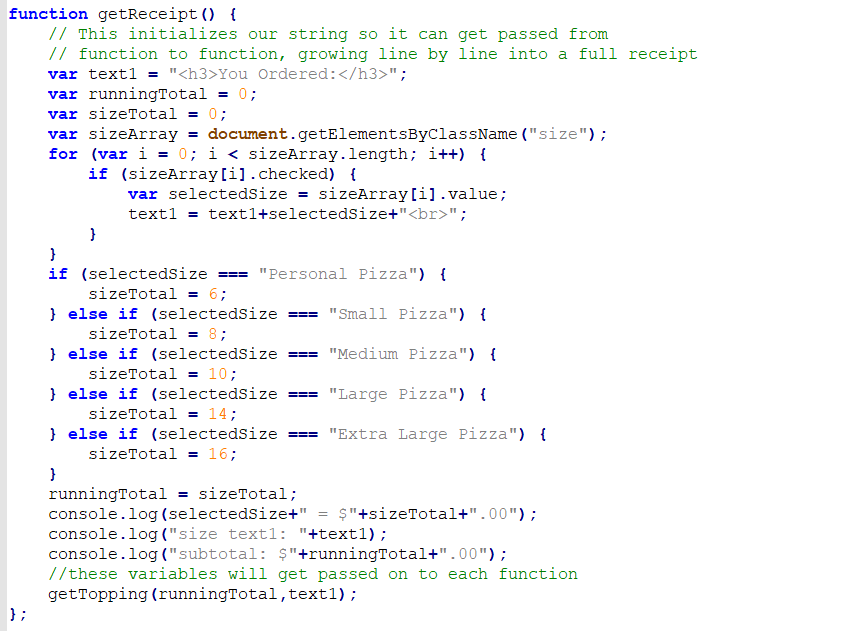 function getReceipt() {
    // This initializes our string so it can get passed from
    // function to function, growing line by line into a full receipt
    var text1 = "<h3>You Ordered:</h3>";
    var runningTotal = 0;
    var sizeTotal = 0;
    var sizeArray = document.getElementsByClassName("size");
    for (var i = 0; i < sizeArray.length; i++) {
        if (sizeArray[i].checked) {
            var selectedSize = sizeArray[i].value;
            text1 = text1+selectedSize+"<br>";
        }
    }
    if (selectedSize === "Personal Pizza") {
        sizeTotal = 6;
    } else if (selectedSize === "Small Pizza") {
        sizeTotal = 8;
    } else if (selectedSize === "Medium Pizza") {
        sizeTotal = 10;
    } else if (selectedSize === "Large Pizza") {
        sizeTotal = 14;
    } else if (selectedSize === "Extra Large Pizza") {
        sizeTotal = 16;
    }
    runningTotal = sizeTotal;
    console.log(selectedSize+" = $"+sizeTotal+".00");
    console.log("size text1: "+text1);
    console.log("subtotal: $"+runningTotal+".00");
    //these variables will get passed on to each function
    getTopping(runningTotal,text1);
};